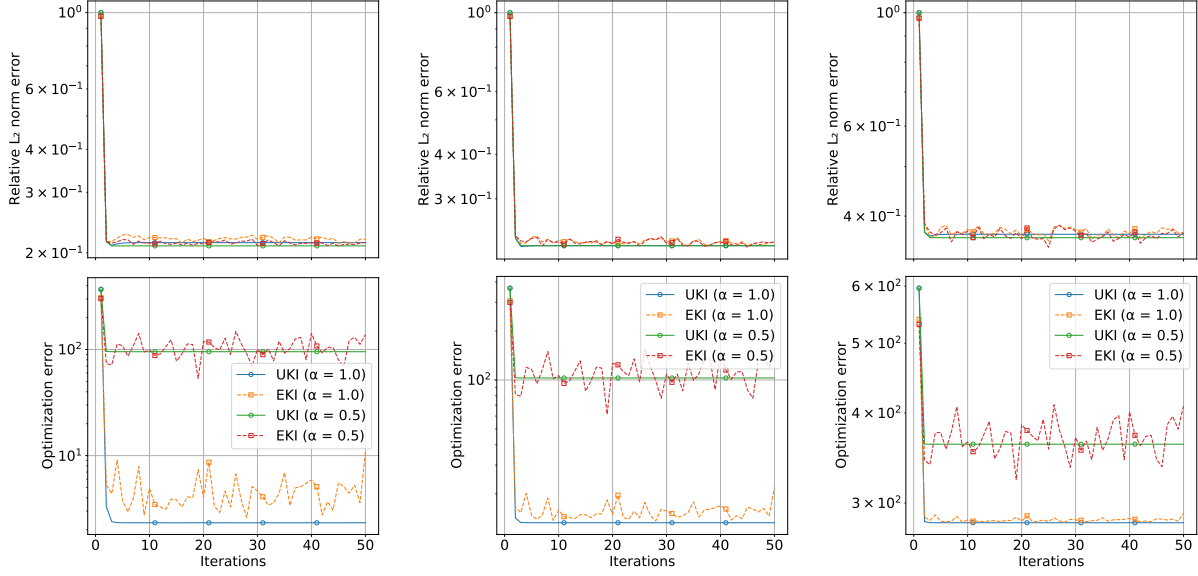 10⁰
6 × 10⁻¹
4 × 10⁻¹
3 × 10⁻¹
2 × 10⁻¹
Relative L₂ norm error
10⁰
6 × 10⁻¹
4 × 10⁻¹
3 × 10⁻¹
Relative L₂ norm error
10⁰
6 × 10⁻¹
4 × 10⁻¹
Relative L₂ norm error
10²
10¹
Optimization error
UKI (α = 1.0)
EKI (α = 1.0)
UKI (α = 0.5)
EKI (α = 0.5)
0 10 20 30 40 50
Iterations
10²
Optimization error
UKI (α = 1.0)
EKI (α = 1.0)
UKI (α = 0.5)
EKI (α = 0.5)
0 10 20 30 40 50
Iterations
6 × 10²
5 × 10²
4 × 10²
3 × 10²
Optimization error
UKI (α = 1.0)
EKI (α = 1.0)
UKI (α = 0.5)
EKI (α = 0.5)
0 10 20 30 40 50
Iterations